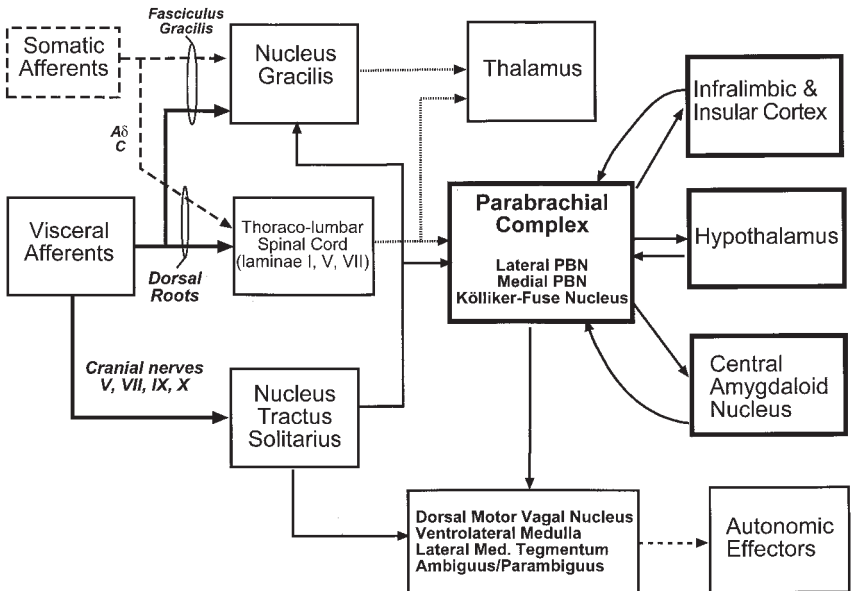 Fasciculus
Gracilis
Somatic
Afferents
Nucleus
Gracilis
Thalamus
Infralimbic &
Insular Cortex
Aδ
C
Visceral
Afferents
Dorsal
Roots
Thoraco-lumbar
Spinal Cord
(laminae I, V, VII)
Parabrachial
Complex
Lateral PBN
Medial PBN
Kölliker-Fuse Nucleus
Hypothalamus
Central
Amygdaloid
Nucleus
Cranial nerves
V, VII, IX, X
Nucleus
Tractus
Solitarius
Dorsal Motor Vagal Nucleus
Ventrolateral Medulla
Lateral Med. Tegmentum
Ambiguus/Parambiguus
Autonomic
Effectors